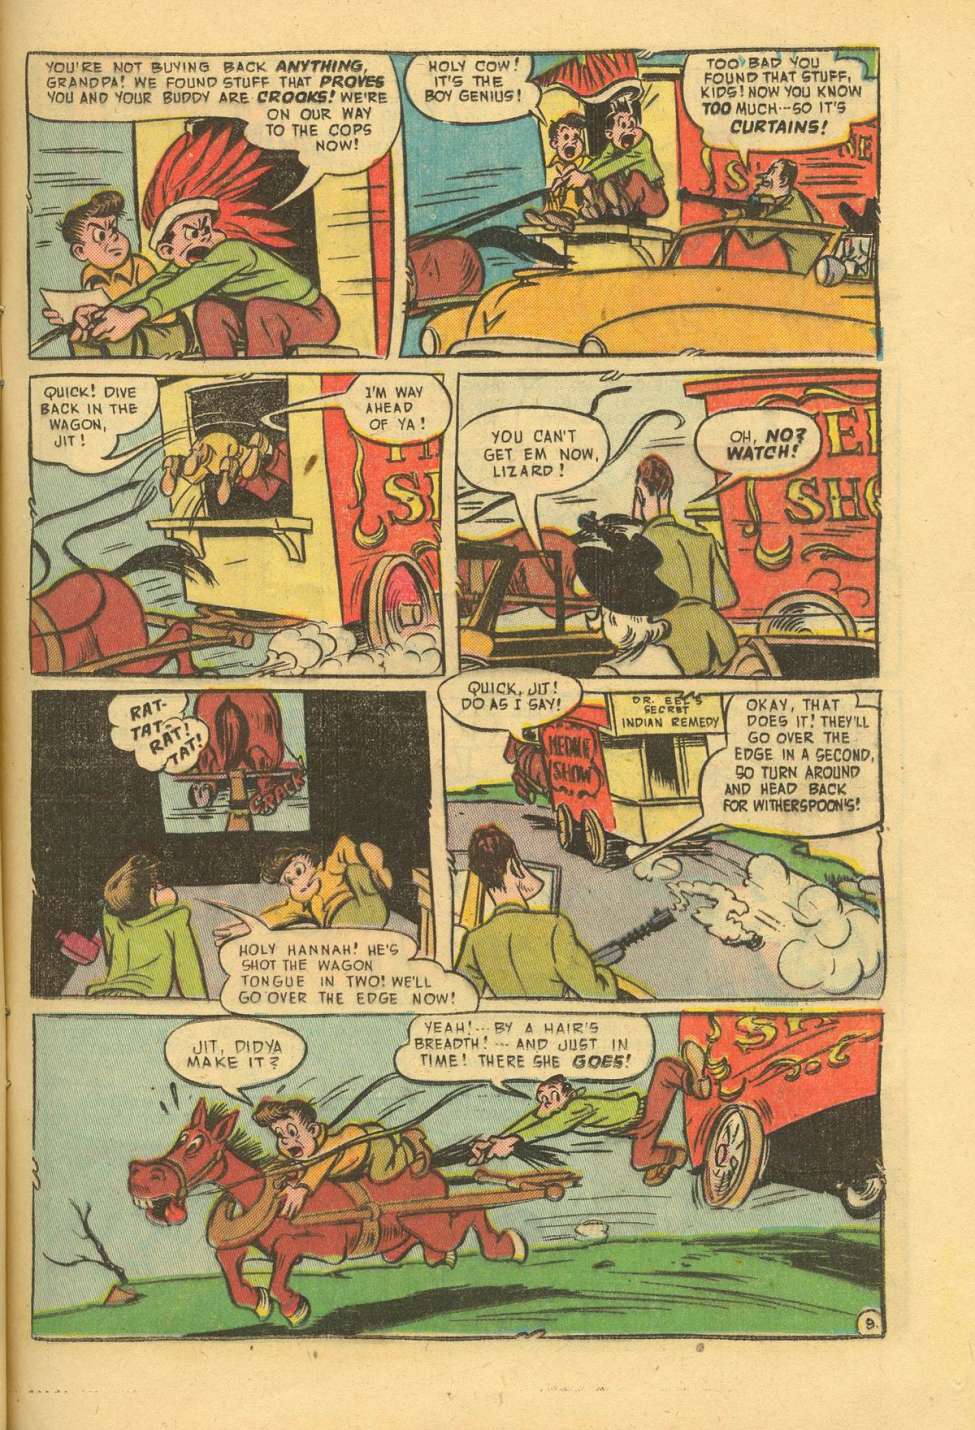 YOU'RE NOT BUYING BACK ANYTHING,
GRANDPA! WE FOUND STUFF THAT PROVES
YOU AND YOUR BUDDY ARE CROOKS! WE'RE
ON OUR WAY
TO THE COPS
NOW!
HOLY COW!
IT'S THE
BOY GENIUS!
TOO BAD YOU
FOUND THAT STUFF,
KIDS! NOW YOU KNOW
TOO MUCH---SO IT'S
CURTAINS!
QUICK! DIVE
BACK IN THE
WAGON,
JIT!
I'M WAY
AHEAD
OF YA!
YOU CAN'T
GET EM NOW,
LIZARD!
OH, NO?
WATCH!
RAT-
TAT-
RAT!
TAT!
CRACK!
HOLY HANNAH! HE'S
SHOT THE WAGON
TONGUE IN TWO! WE'LL
GO OVER THE EDGE NOW!
QUICK, JIT!
DO AS I SAY!
DR. EEL'S
SECRET
INDIAN REMEDY
MEDICINE
SHOW
OKAY, THAT
DOES IT! THEY'LL
GO OVER THE
EDGE IN A SECOND,
SO TURN AROUND
AND HEAD BACK
FOR WITHERSPOON'S!
JIT, DIDYA
MAKE IT?
YEAH!--- BY A HAIR'S
BREADTH! --- AND JUST IN
TIME! THERE SHE GOES!
9.